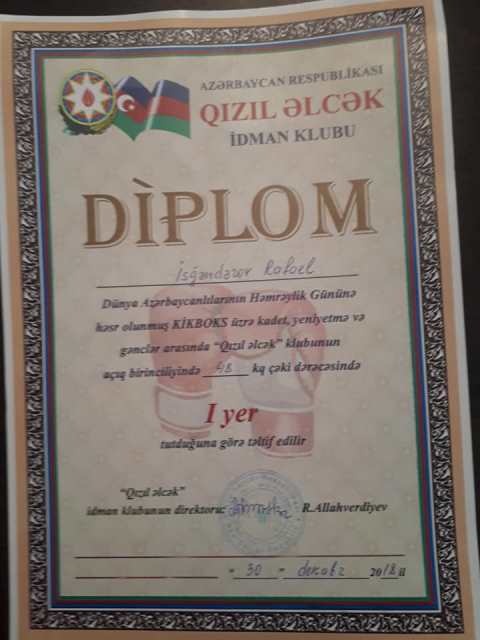 AZƏRBAYCAN RESPUBLİKASI
QIZIL ƏLCƏK
İDMAN KLUBU
DİPLOM
İsgəndərov Rafael
Dünya Azərbaycanlılarının Həmrəylik Gününə
həsr olunmuş KİKBOKS üzrə kadet, yeniyetmə və
gənclər arasında “Qızıl əlcək” klubunun
açıq birinciliyində 48 kq çəki dərəcəsində
I yer
tutduğuna görə təltif edilir
“Qızıl əlcək”
idman klubunun direktoru: R.Allahverdiyev
" 30 " dekabr 2018 il